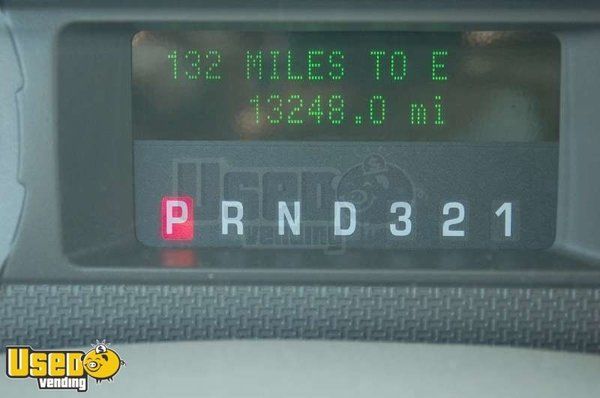 132 MILES TO E
13248.0 mi
Used
vending
P R N D 3 2 1
Used
vending